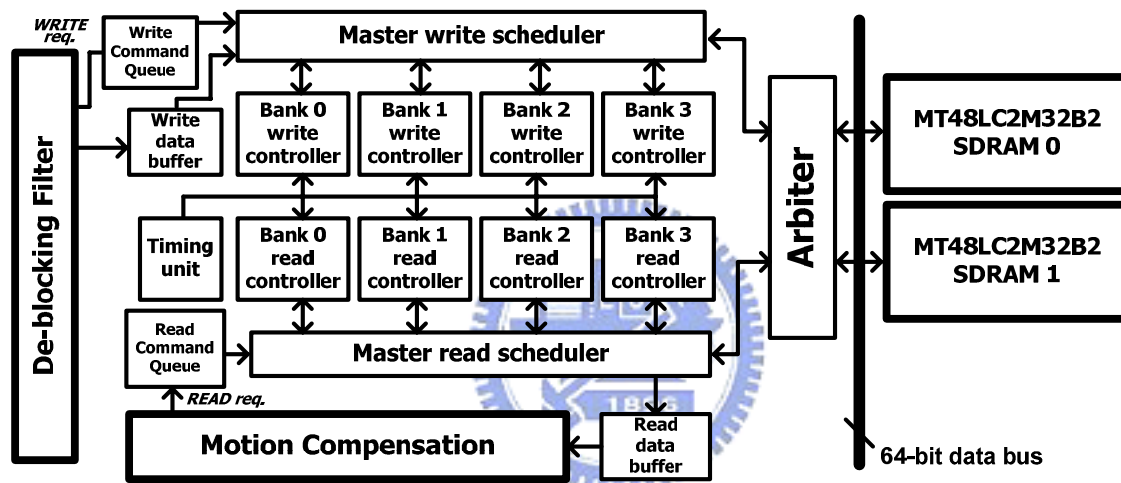 WRITE
req.
Write
Command
Queue
Master write scheduler
Write
data
buffer
Bank 0
write
controller
Bank 1
write
controller
Bank 2
write
controller
Bank 3
write
controller
De-blocking Filter
Timing
unit
Bank 0
read
controller
Bank 1
read
controller
Bank 2
read
controller
Bank 3
read
controller
Arbiter
MT48LC2M32B2
SDRAM 0
MT48LC2M32B2
SDRAM 1
Read
Command
Queue
Master read scheduler
READ req.
Motion Compensation
Read
data
buffer
64-bit data bus
1896